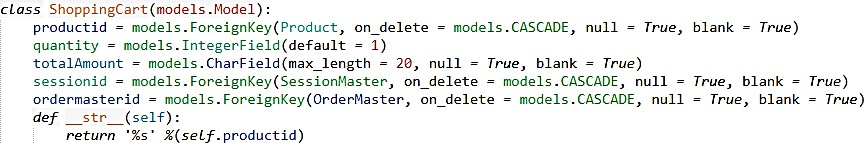 class ShoppingCart(models.Model):
    productid = models.ForeignKey(Product, on_delete = models.CASCADE, null = True, blank = True)
    quantity = models.IntegerField(default = 1)
    totalAmount = models.CharField(max_length = 20, null = True, blank = True)
    sessionid = models.ForeignKey(SessionMaster, on_delete = models.CASCADE, null = True, blank = True)
    ordermasterid = models.ForeignKey(OrderMaster, on_delete = models.CASCADE, null = True, blank = True)
    def __str__(self):
        return '%s' %(self.productid)